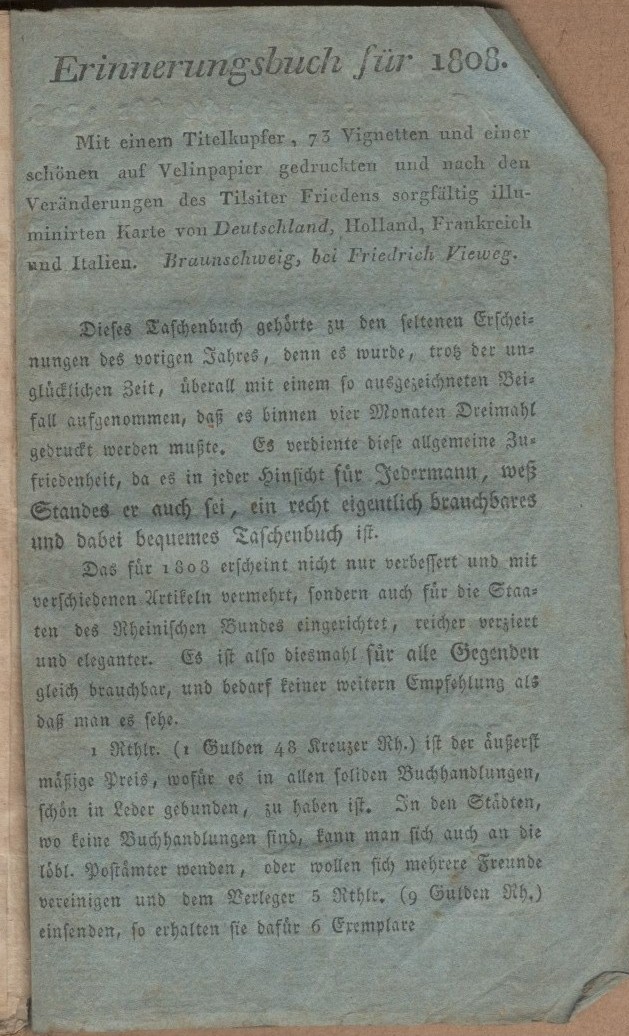 Erinnerungsbuch für 1808.
Mit einem Titelkupfer, 73 Vignetten und einer
schönen auf Velinpapier gedruckten und nach den
Veränderungen des Tilsiter Friedens sorgfältig illu-
minirten Karte von Deutschland, Holland, Frankreich
und Italien. Braunschweig, bei Friedrich Vieweg.
Dieses Taschenbuch gehörte zu den seltenen Erschei-
nungen des vorigen Jahres, denn es wurde, trotz der un-
glücklichen Zeit, überall mit einem so ausgezeichneten Bei-
fall aufgenommen, daß es binnen vier Monaten Dreimahl
gedruckt werden mußte. Es verdiente diese allgemeine Zu-
friedenheit, da es in jeder Hinsicht für Jedermann, weß
Standes er auch sei, ein recht eigentlich brauchbares
und dabei bequemes Taschenbuch ist.
Das für 1808 erscheint nicht nur verbessert und mit
verschiedenen Artikeln vermehrt, sondern auch für die Staa-
ten des Rheinischen Bundes eingerichtet, reicher verziert
und eleganter. Es ist also diesmahl für alle Gegenden
gleich brauchbar, und bedarf keiner weitern Empfehlung als
daß man es sehe.
1 Rthlr. (1 Gulden 48 Kreuzer Rh.) ist der äußerst
mäßige Preis, wofür es in allen soliden Buchhandlungen,
schön in Leder gebunden, zu haben ist. In den Städten,
wo keine Buchhandlungen sind, kann man sich auch an die
löbl. Postämter wenden, oder wollen sich mehrere Freunde
vereinigen und dem Verleger 5 Rthlr. (9 Gulden Rh.)
einsenden, so erhalten sie dafür 6 Exemplare